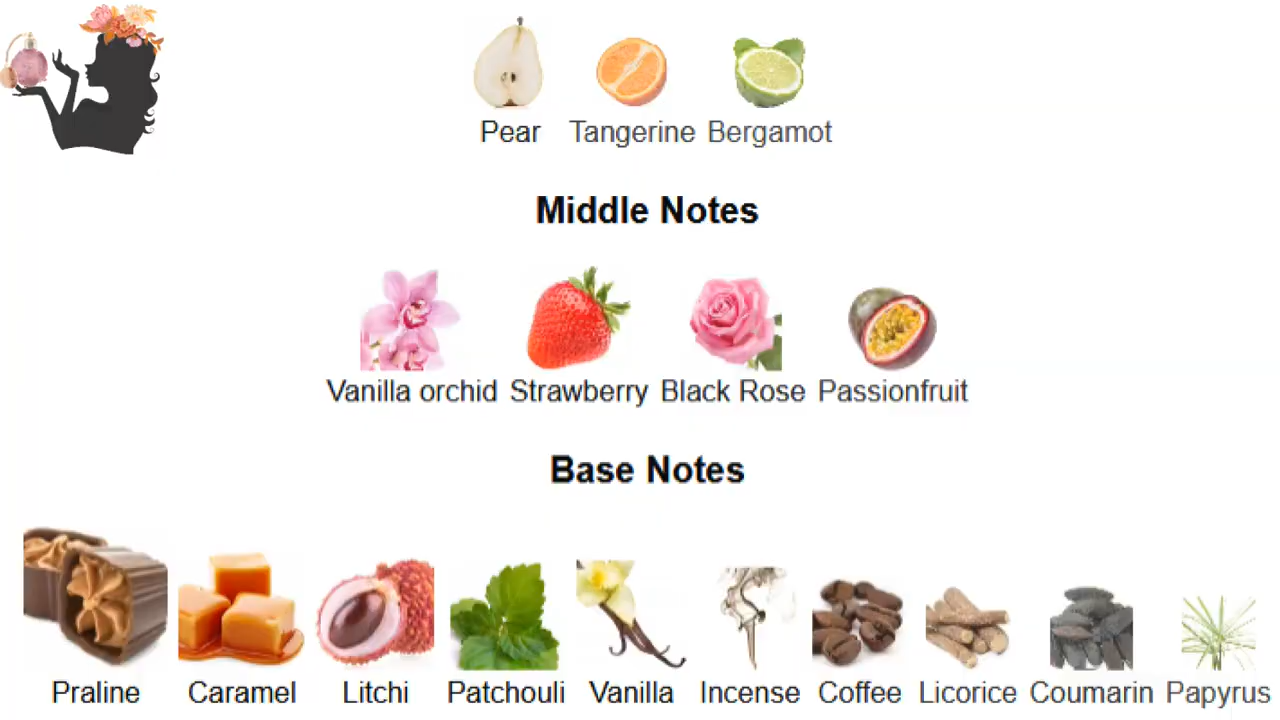 Pear Tangerine Bergamot
Middle Notes
Vanilla orchid Strawberry Black Rose Passionfruit
Base Notes
Praline Caramel Litchi Patchouli Vanilla Incense Coffee Licorice Coumarin Papyrus